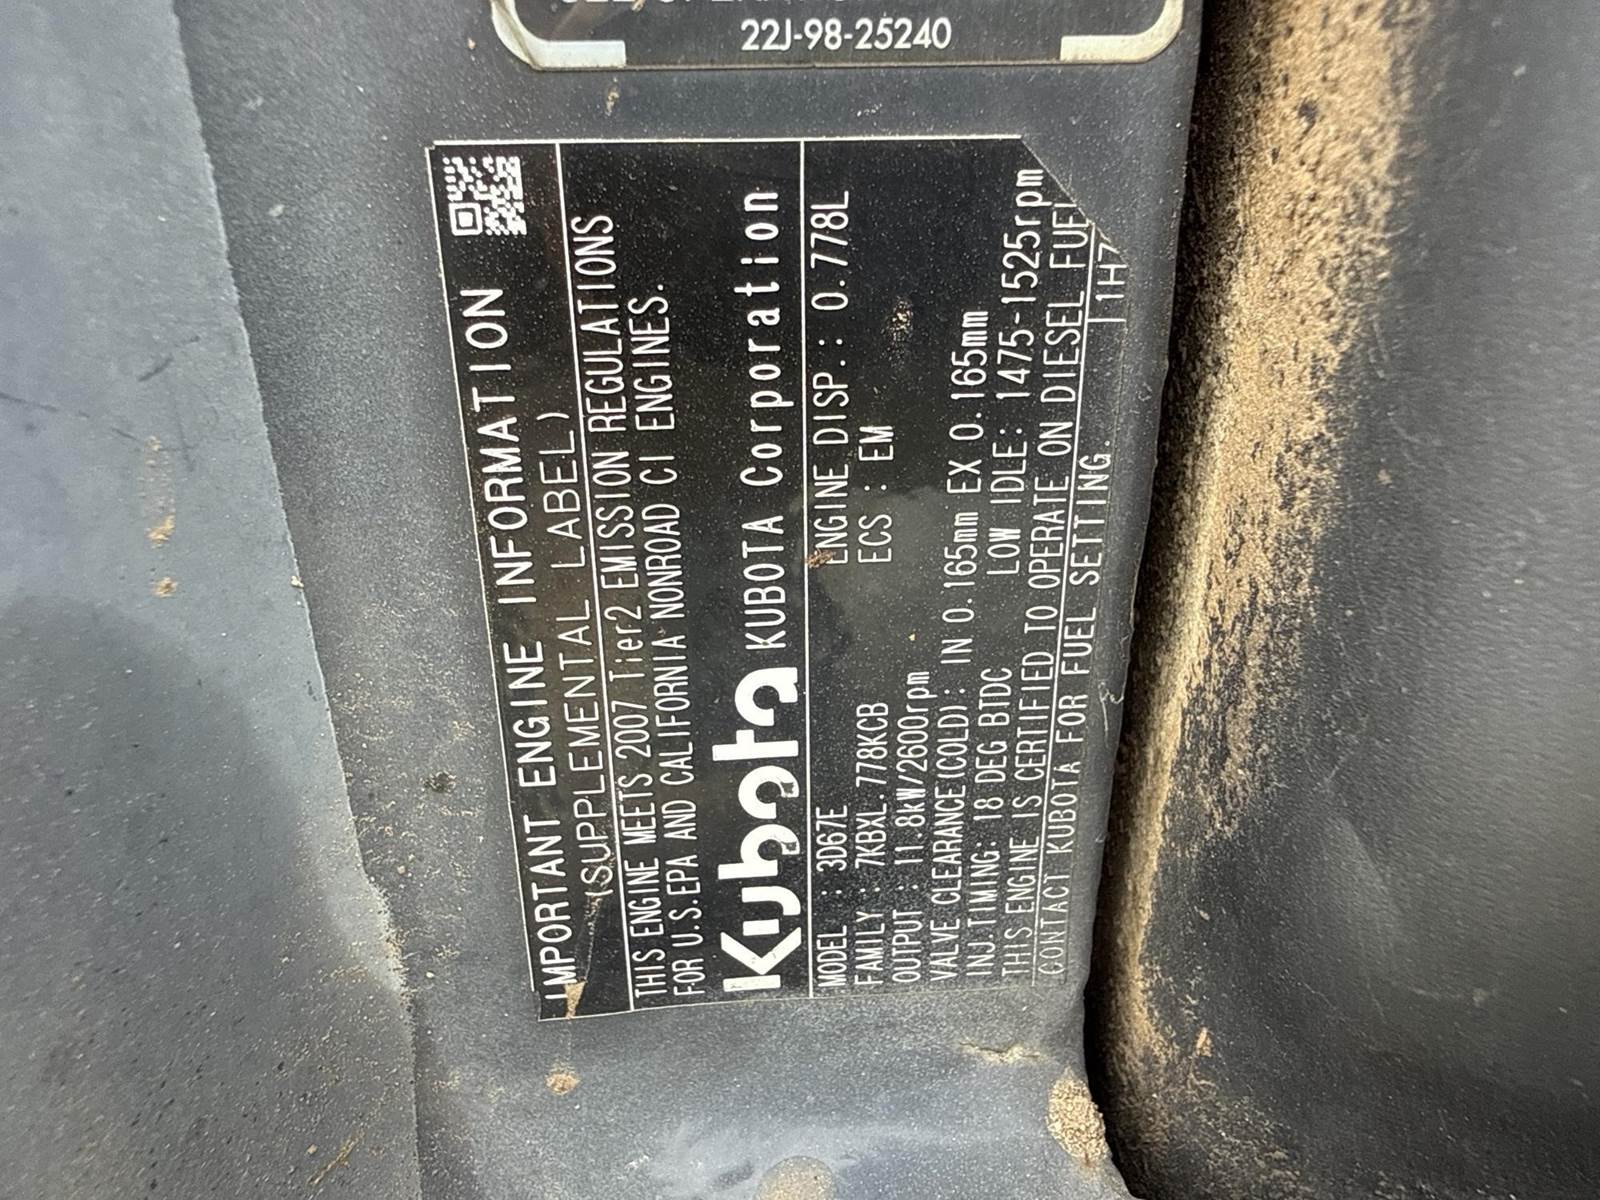 22J-98-25240
IMPORTANT ENGINE INFORMATION
(SUPPLEMENTAL LABEL)
THIS ENGINE MEETS 2007 Tier2 EMISSION REGULATIONS
FOR U.S.EPA AND CALIFORNIA NONROAD CI ENGINES.
Kubota KUBOTA Corporation
MODEL : 3D67E ENGINE DISP.: 0.778L
FAMILY : 7KBXL.778KCB ECS : EM
OUTPUT : 11.8kW/2600rpm
VALVE CLEARANCE(COLD): IN 0.165mm EX 0.165mm
INJ.TIMING: 18 DEG BTDC LOW IDLE: 1475-1525rpm
THIS ENGINE IS CERTIFIED TO OPERATE ON DIESEL FUEL
CONTACT KUBOTA FOR FUEL SETTING. 1H7